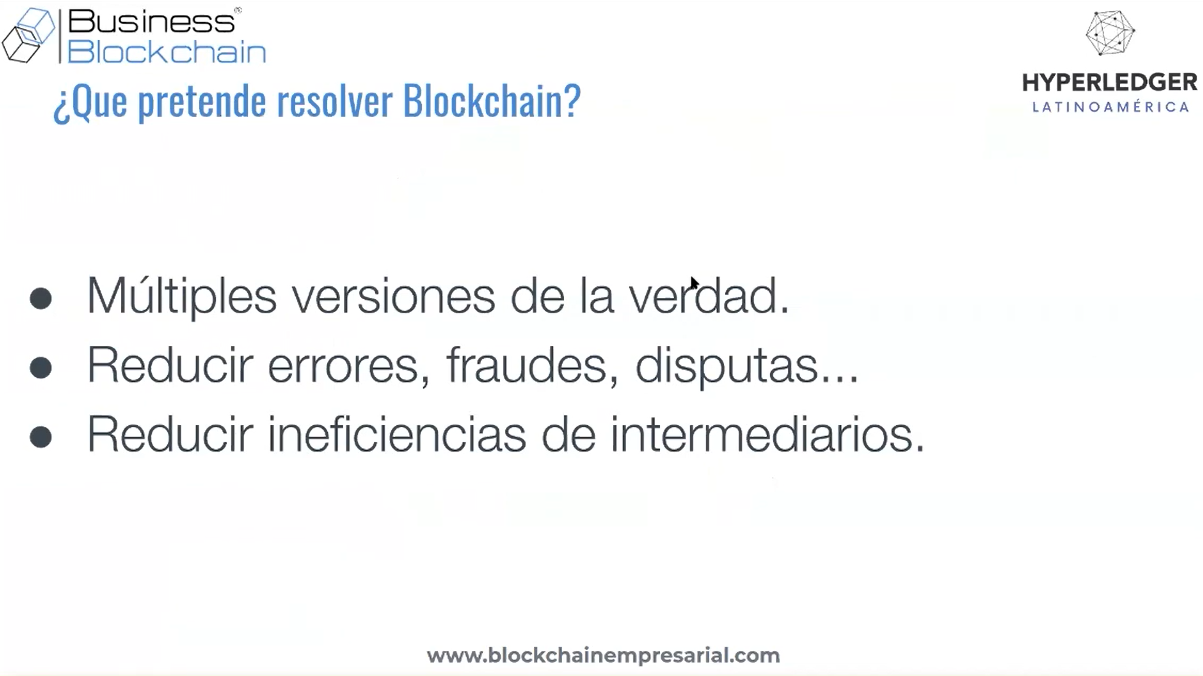 Business®
Blockchain
HYPERLEDGER
LATINOAMÉRICA
¿Que pretende resolver Blockchain?
● Múltiples versiones de la verdad.
● Reducir errores, fraudes, disputas...
● Reducir ineficiencias de intermediarios.
www.blockchainempresarial.com